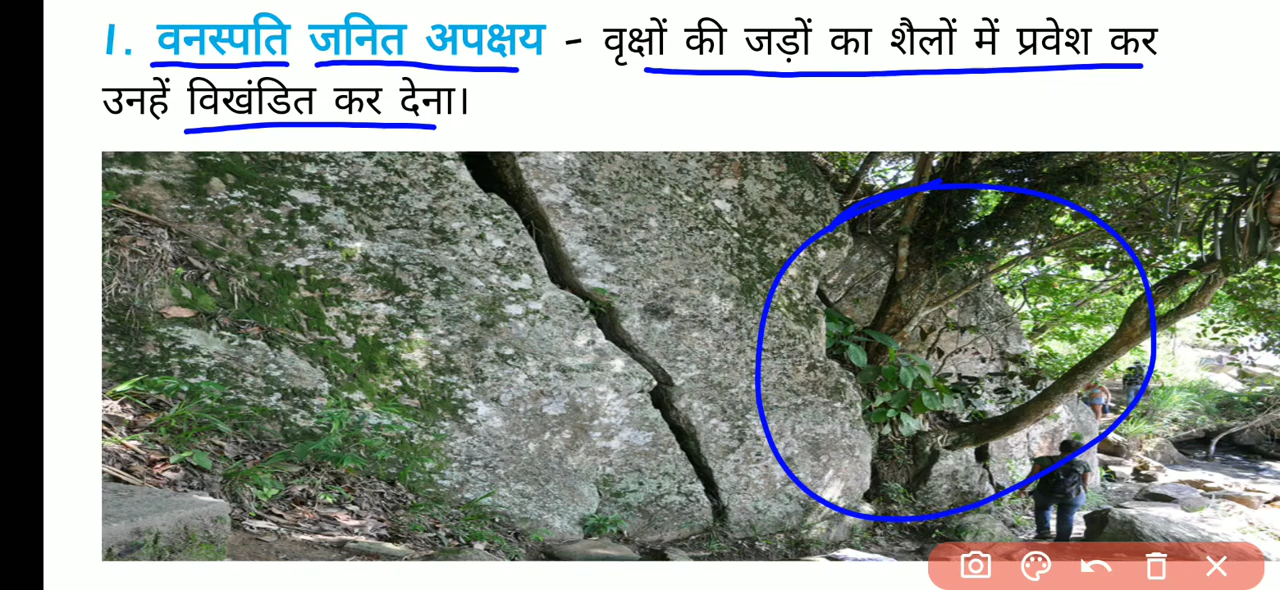 1. वनस्पति जनित अपक्षय - वृक्षों की जड़ों का शैलों में प्रवेश कर
उनहें विखंडित कर देना।